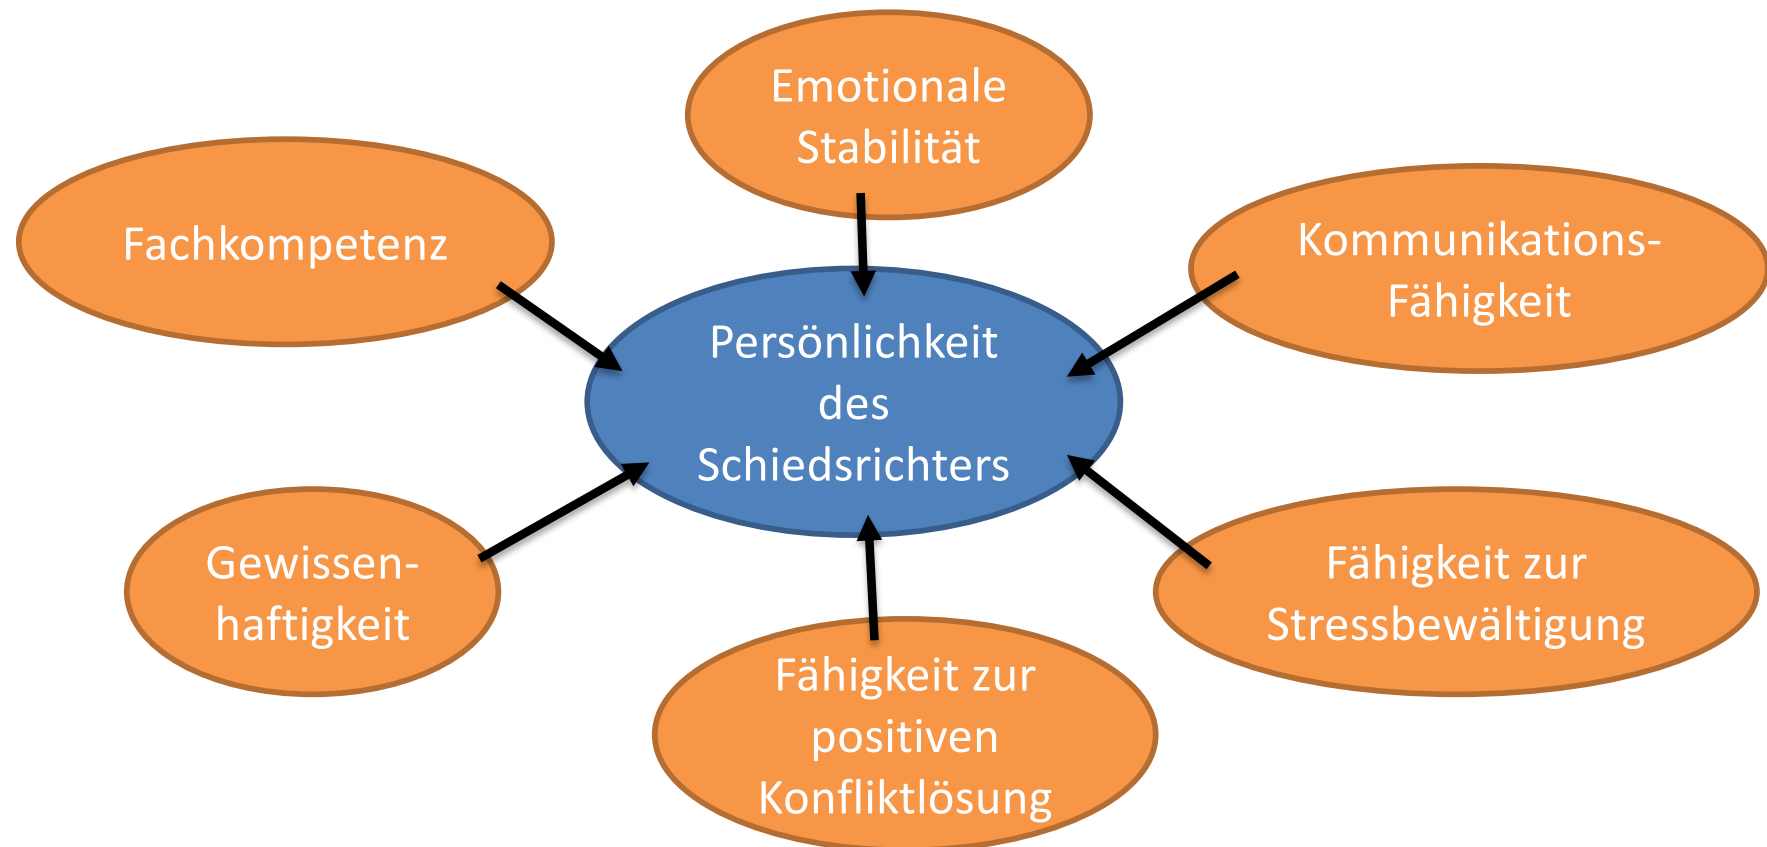 Emotionale
Stabilität
Fachkompetenz
Kommunikations-
Fähigkeit
Persönlichkeit
des
Schiedsrichters
Gewissen-
haftigkeit
Fähigkeit zur
Stressbewältigung
Fähigkeit zur
positiven
Konfliktlösung